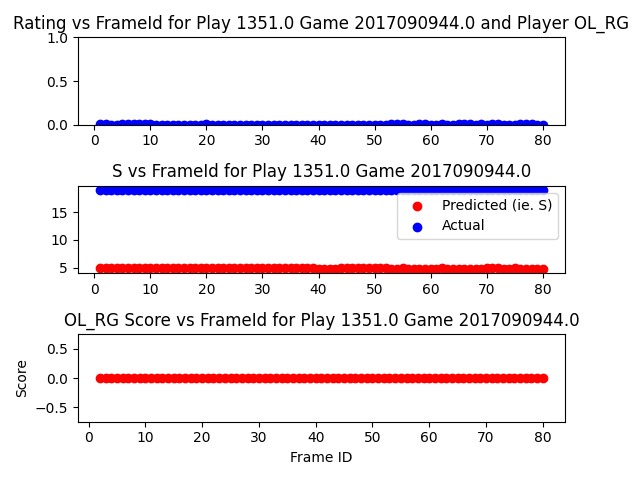 Rating vs FrameId for Play 1351.0 Game 2017090944.0 and Player OL_RG
1.0
0.5
0.0
0 10 20 30 40 50 60 70 80
S vs FrameId for Play 1351.0 Game 2017090944.0
15
10
5
Predicted (ie. S)
Actual
0 10 20 30 40 50 60 70 80
OL_RG Score vs FrameId for Play 1351.0 Game 2017090944.0
Score
0.5
0.0
−0.5
0 10 20 30 40 50 60 70 80
Frame ID